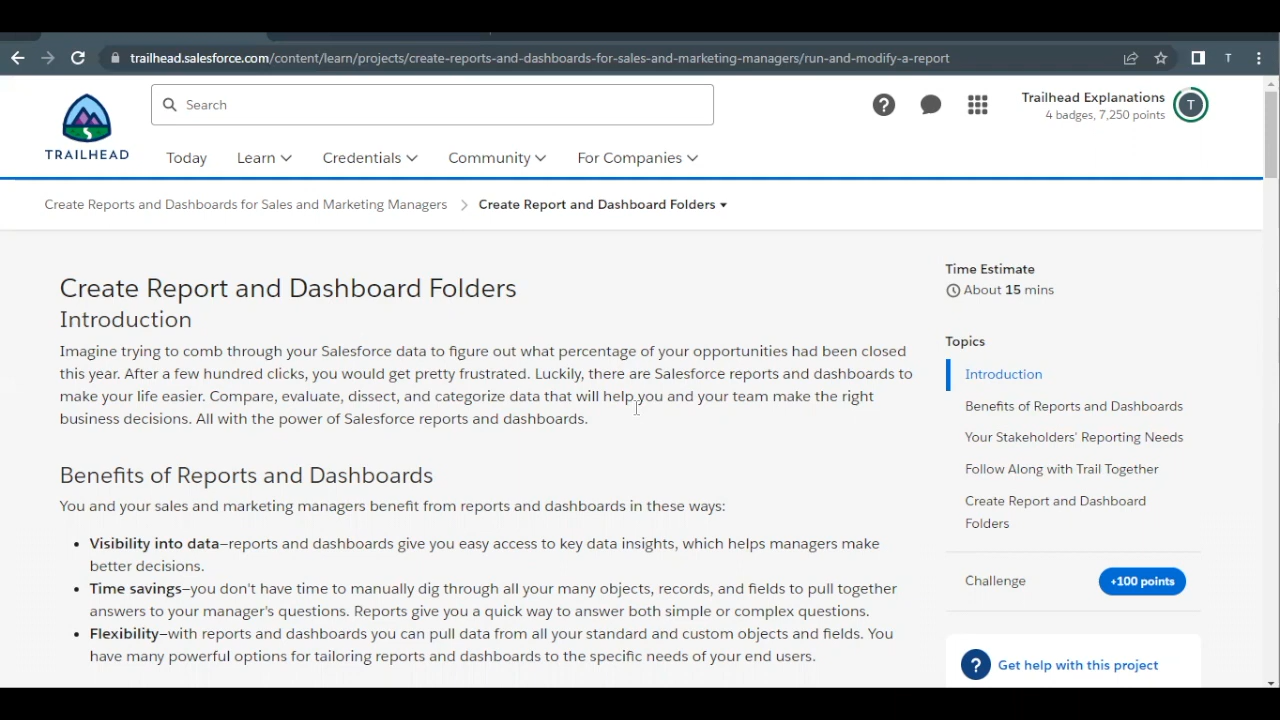 trailhead.salesforce.com/content/learn/projects/create-reports-and-dashboards-for-sales-and-marketing-managers/run-and-modify-a-report
T
Search
TRAILHEAD
?
Trailhead Explanations
4 badges, 7,250 points
T
Today
Learn
Credentials
Community
For Companies
Create Reports and Dashboards for Sales and Marketing Managers
Create Report and Dashboard Folders
Create Report and Dashboard Folders
Introduction
Imagine trying to comb through your Salesforce data to figure out what percentage of your opportunities had been closed
this year. After a few hundred clicks, you would get pretty frustrated. Luckily, there are Salesforce reports and dashboards to
make your life easier. Compare, evaluate, dissect, and categorize data that will help you and your team make the right
business decisions. All with the power of Salesforce reports and dashboards.
Benefits of Reports and Dashboards
You and your sales and marketing managers benefit from reports and dashboards in these ways:
• Visibility into data—reports and dashboards give you easy access to key data insights, which helps managers make
better decisions.
• Time savings—you don't have time to manually dig through all your many objects, records, and fields to pull together
answers to your manager's questions. Reports give you a quick way to answer both simple or complex questions.
• Flexibility—with reports and dashboards you can pull data from all your standard and custom objects and fields. You
have many powerful options for tailoring reports and dashboards to the specific needs of your end users.
Time Estimate
About 15 mins
Topics
Introduction
Benefits of Reports and Dashboards
Your Stakeholders' Reporting Needs
Follow Along with Trail Together
Create Report and Dashboard
Folders
Challenge
+100 points
?
Get help with this project